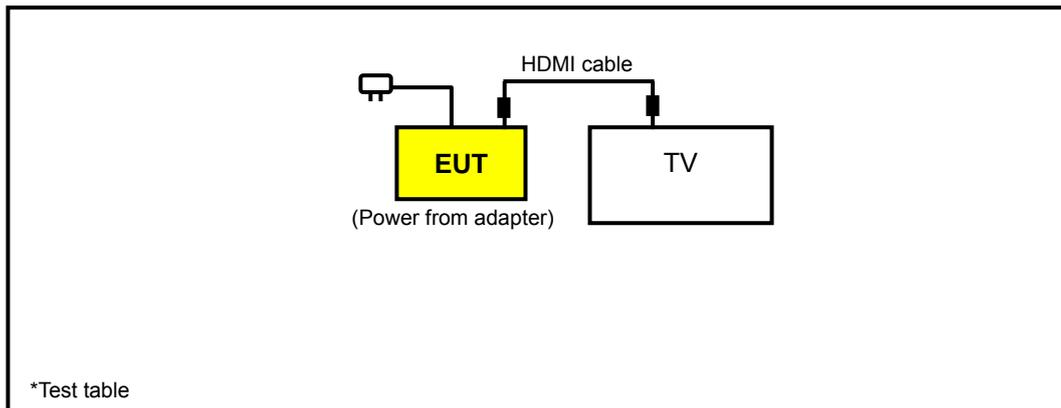 HDMI cable
EUT
TV
(Power from adapter)
*Test table